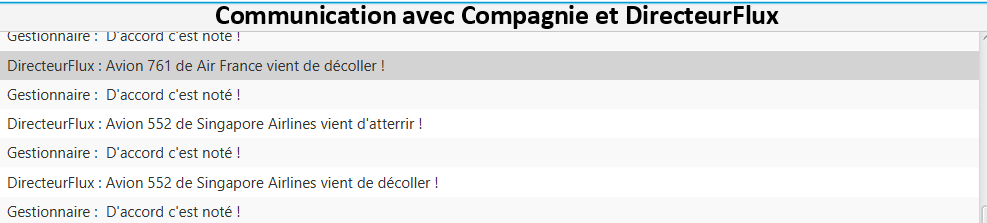 Communication avec Compagnie et DirecteurFlux
Gestionnaire : D'accord c'est noté !
DirecteurFlux : Avion 761 de Air France vient de décoller !
Gestionnaire : D'accord c'est noté !
DirecteurFlux : Avion 552 de Singapore Airlines vient d'atterrir !
Gestionnaire : D'accord c'est noté !
DirecteurFlux : Avion 552 de Singapore Airlines vient de décoller !
Gestionnaire : D'accord c'est noté !